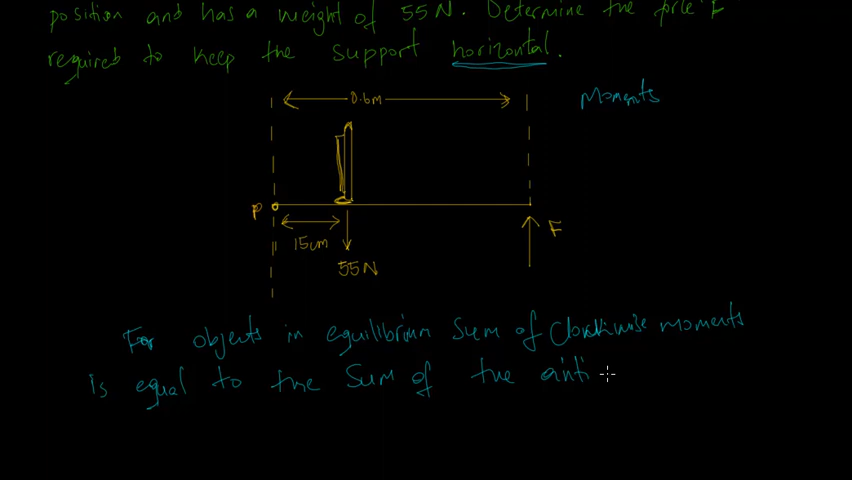 position and has a weight of 55N. Determine the force F
required to keep the support horizontal.
0.6m
Moments
P
F
15cm
55N
For objects in equilibrium Sum of Clockwise moments
is equal to the Sum of the anti